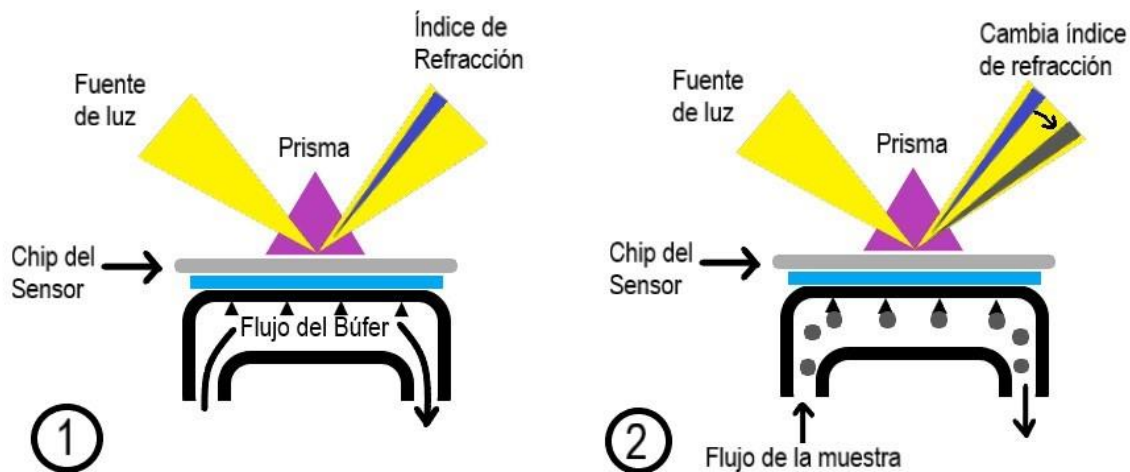 Índice de
Refracción
Fuente
de luz
Prisma
Chip del
Sensor
Flujo del Búfer
1
Cambia índice
de refracción
Fuente
de luz
Prisma
Chip del
Sensor
2
Flujo de la muestra